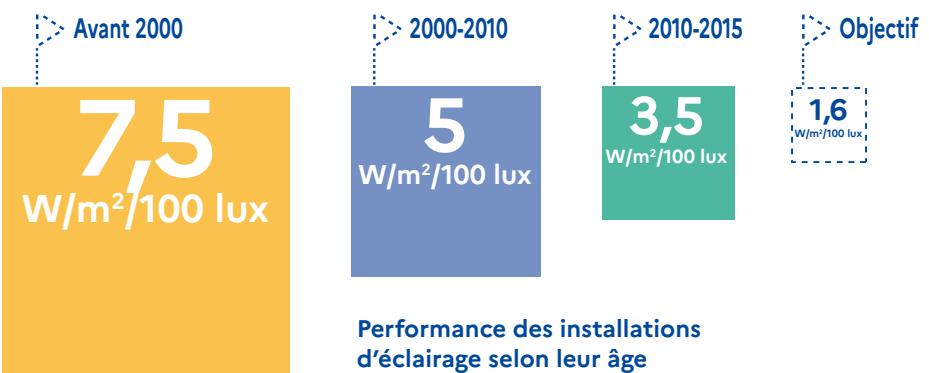 Avant 2000
7,5
W/m²/100 lux
2000-2010
5
W/m²/100 lux
2010-2015
3,5
W/m²/100 lux
Objectif
1,6
W/m²/100 lux
Performance des installations
d’éclairage selon leur âge